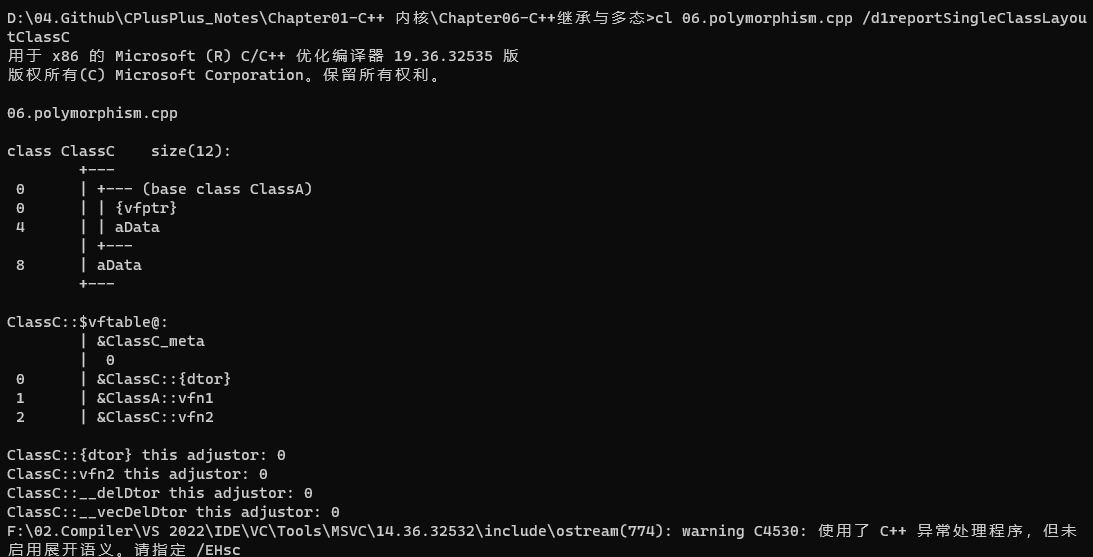 D:\04.Github\CPlusPlus_Notes\Chapter01-C++ 内核\Chapter06-C++继承与多态>cl 06.polymorphism.cpp /d1reportSingleClassLayou
tClassC
用于 x86 的 Microsoft (R) C/C++ 优化编译器 19.36.32535 版
版权所有(C) Microsoft Corporation。保留所有权利。
06.polymorphism.cpp
class ClassC    size(12):
        +---
 0      | +--- (base class ClassA)
 0      | | {vfptr}
 4      | | aData
        | +---
 8      | aData
        +---
ClassC::$vftable@:
        | &ClassC_meta
        |  0
 0      | &ClassC::{dtor}
 1      | &ClassA::vfn1
 2      | &ClassC::vfn2
ClassC::{dtor} this adjustor: 0
ClassC::vfn2 this adjustor: 0
ClassC::__delDtor this adjustor: 0
ClassC::__vecDelDtor this adjustor: 0
F:\02.Compiler\VS 2022\IDE\VC\Tools\MSVC\14.36.32532\include\ostream(774): warning C4530: 使用了 C++ 异常处理程序，但未
启用展开语义。请指定 /EHsc